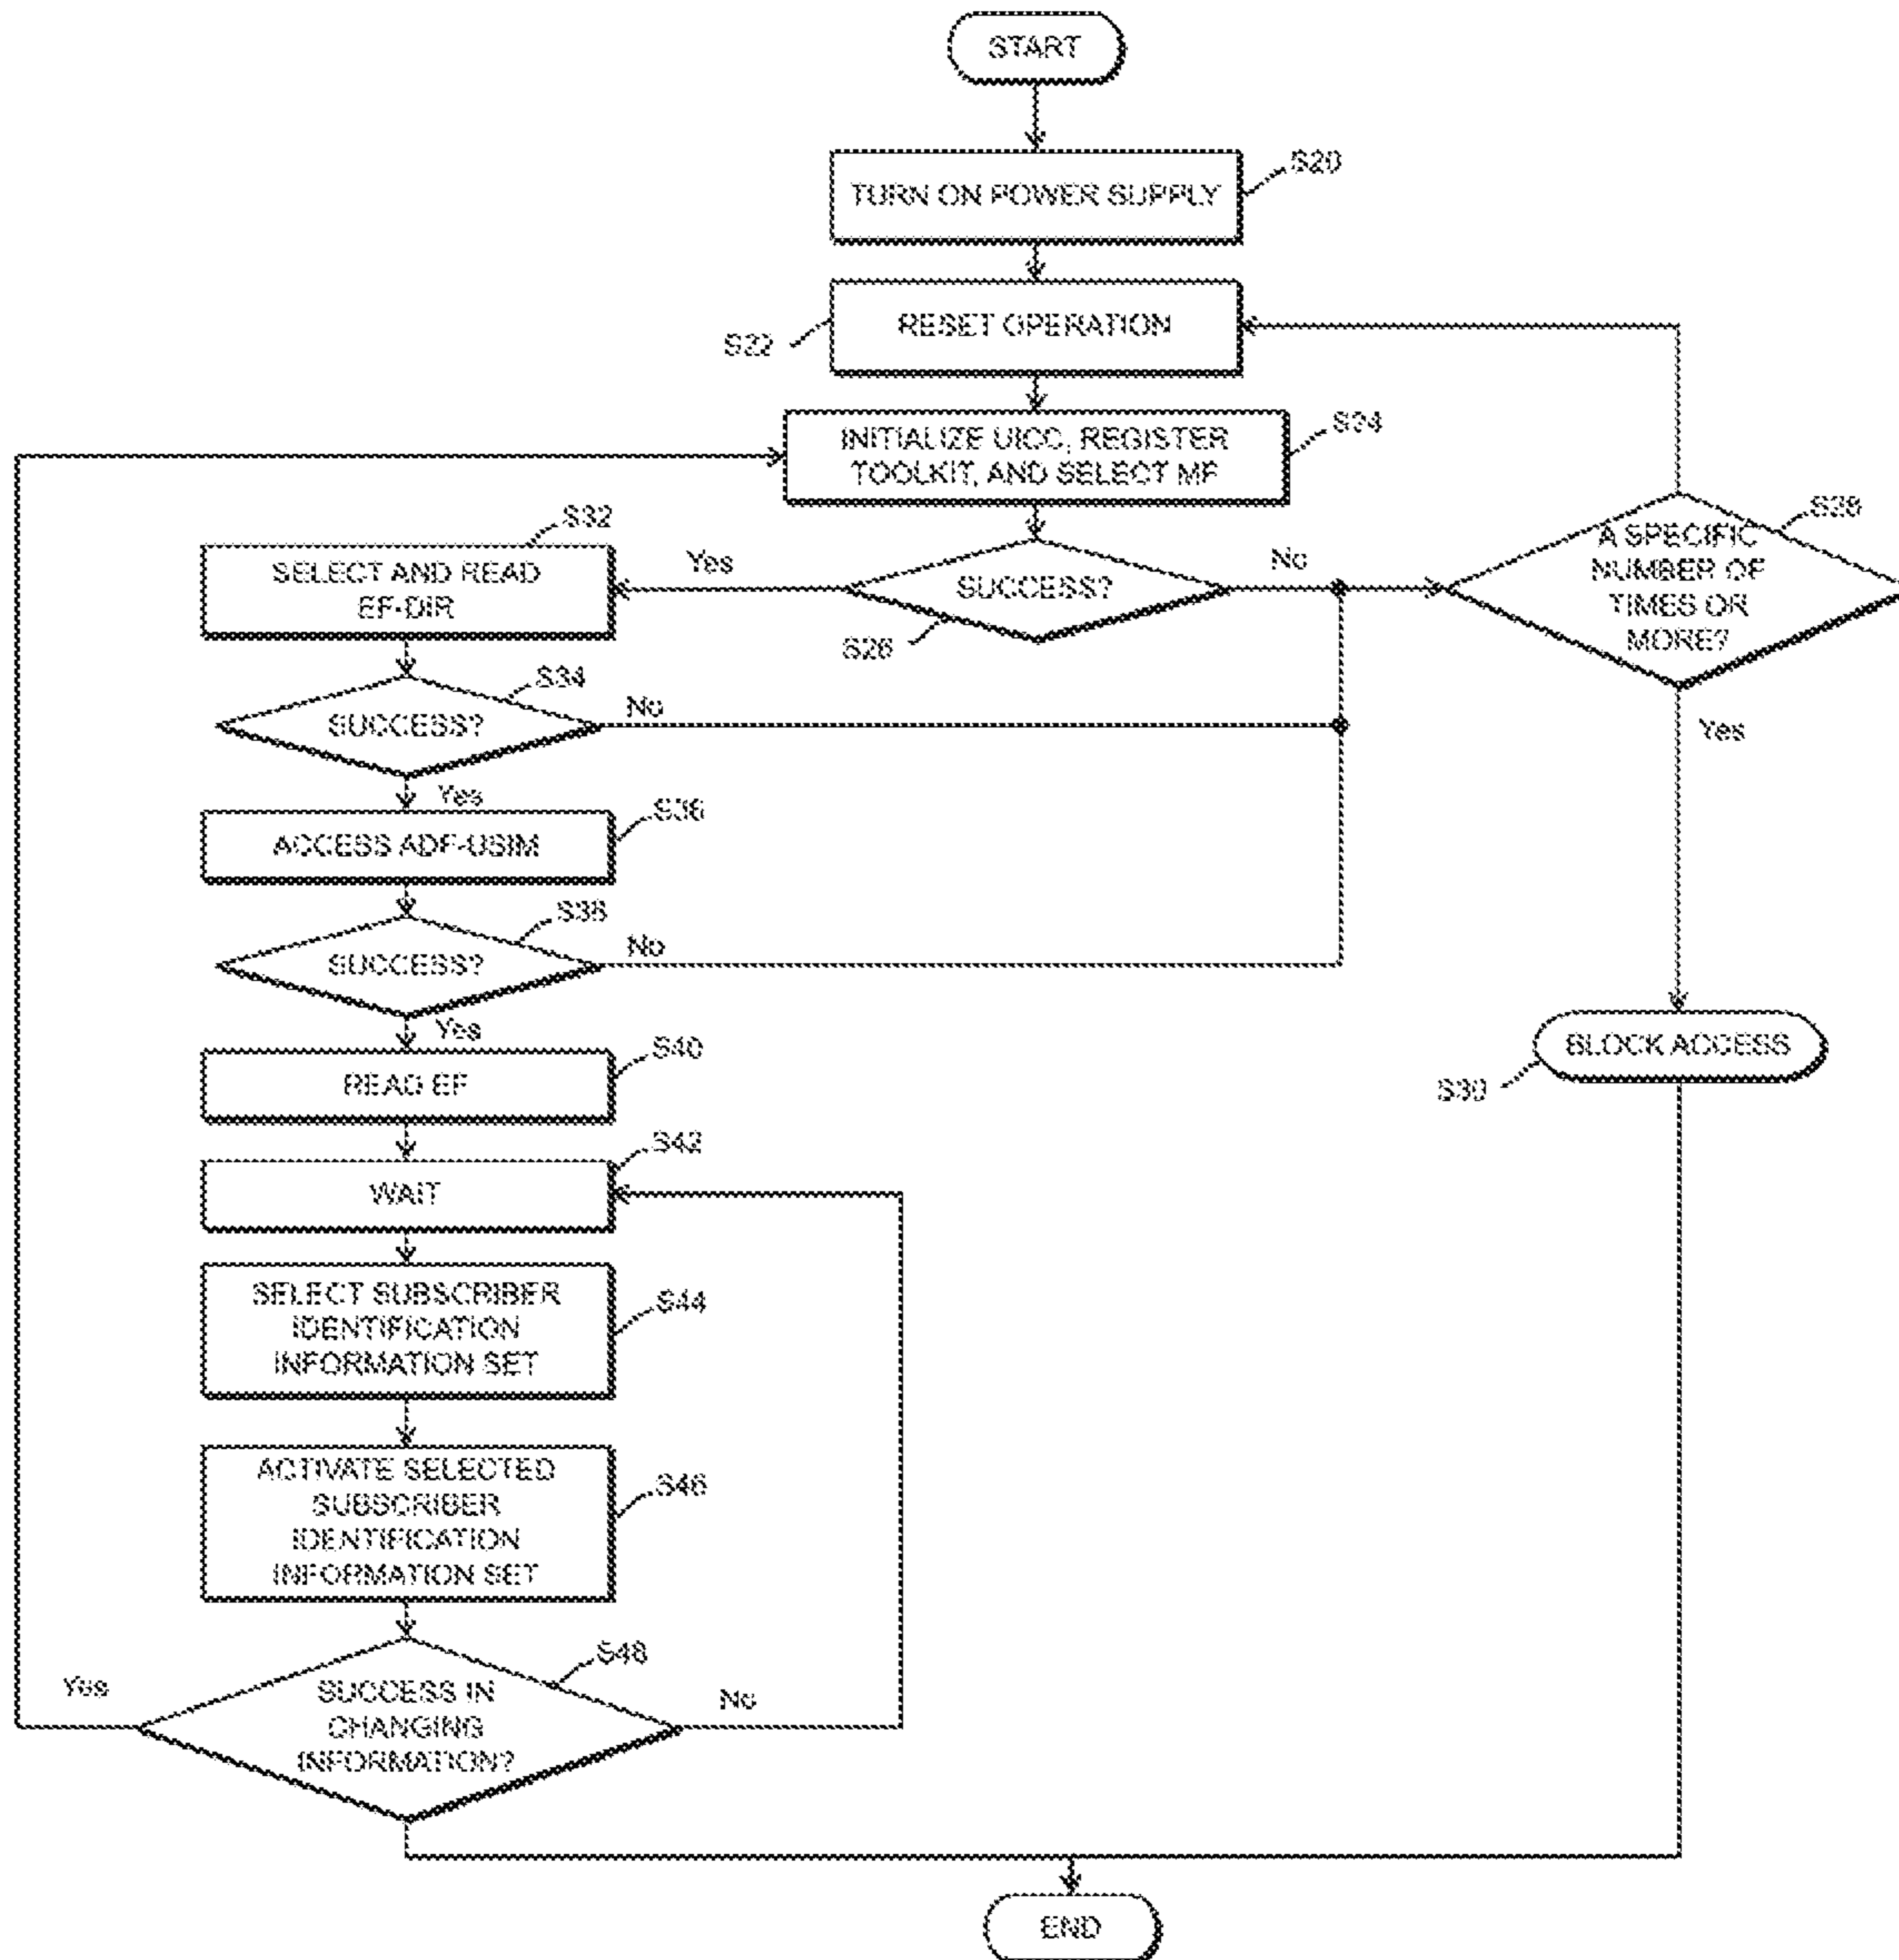 START
TURN ON POWER SUPPLY
S20
RESET OPERATION
S22
INITIALIZE UICC, REGISTER
TOOLKIT, AND SELECT MF
S24
SUCCESS?
S26
Yes
No
A SPECIFIC
NUMBER OF
TIMES OR
MORE?
S28
Yes
BLOCK ACCESS
S30
SELECT AND READ
EF-DIR
S32
SUCCESS?
S34
No
Yes
ACCESS ADF-USIM
S36
SUCCESS?
S38
No
Yes
READ EF
S40
WAIT
S42
SELECT SUBSCRIBER
IDENTIFICATION
INFORMATION SET
S44
ACTIVATE SELECTED
SUBSCRIBER
IDENTIFICATION
INFORMATION SET
S46
SUCCESS IN
CHANGING
INFORMATION?
S48
Yes
No
END